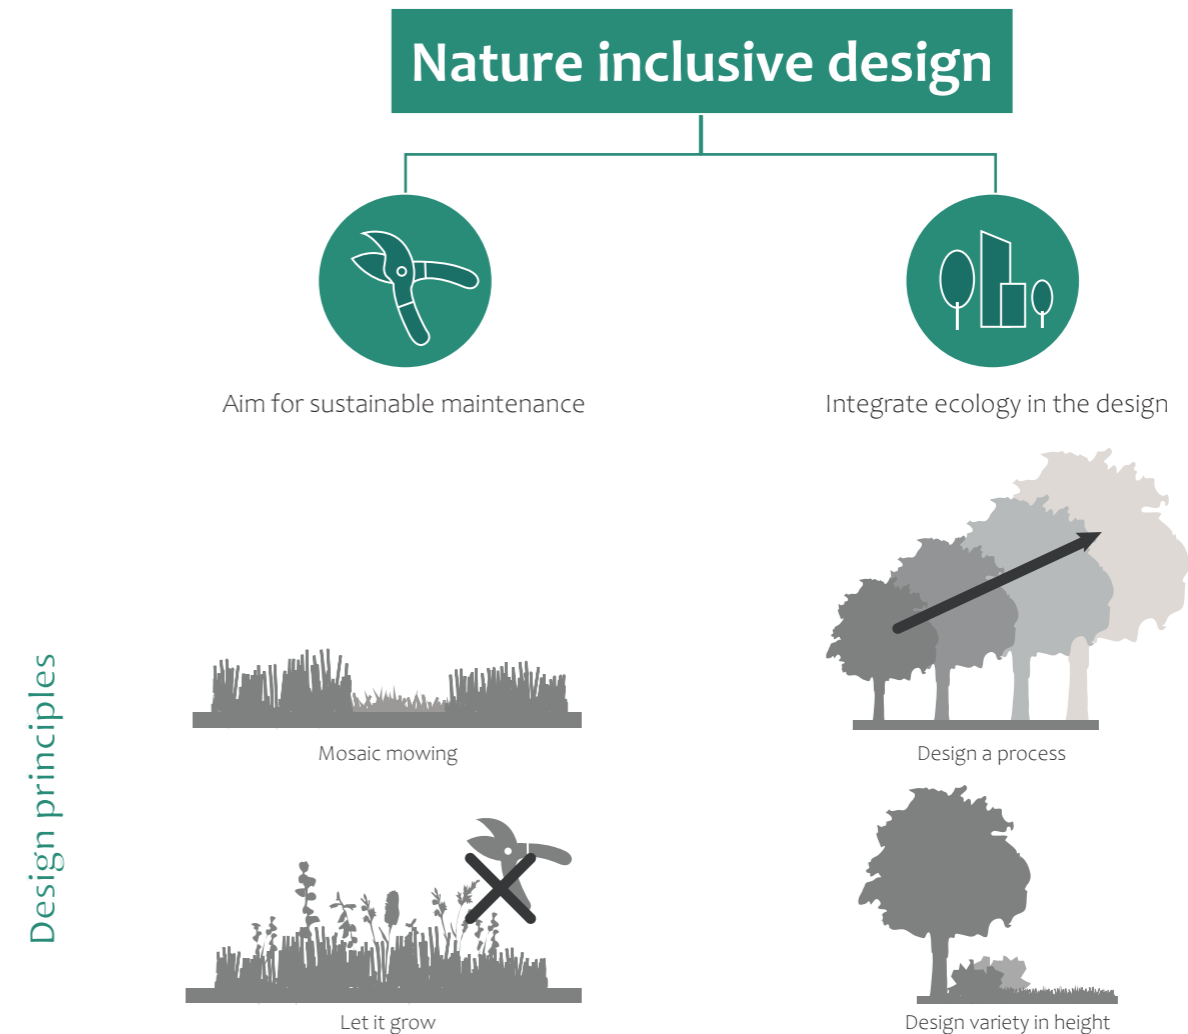 Nature inclusive design
Aim for sustainable maintenance
Integrate ecology in the design
Design principles
Mosaic mowing
Design a process
Let it grow
Design variety in height